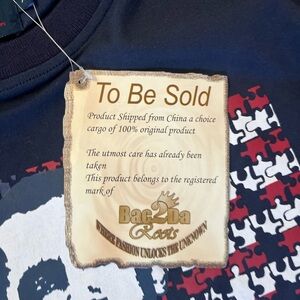 To Be Sold
Product Shipped from China a choice
cargo of 100% original product
The utmost care has already been
taken
This product belongs to the registered
mark of
Bac2Da
Roots
WHERE FASHION UNLOCKS THE UNKNOWN